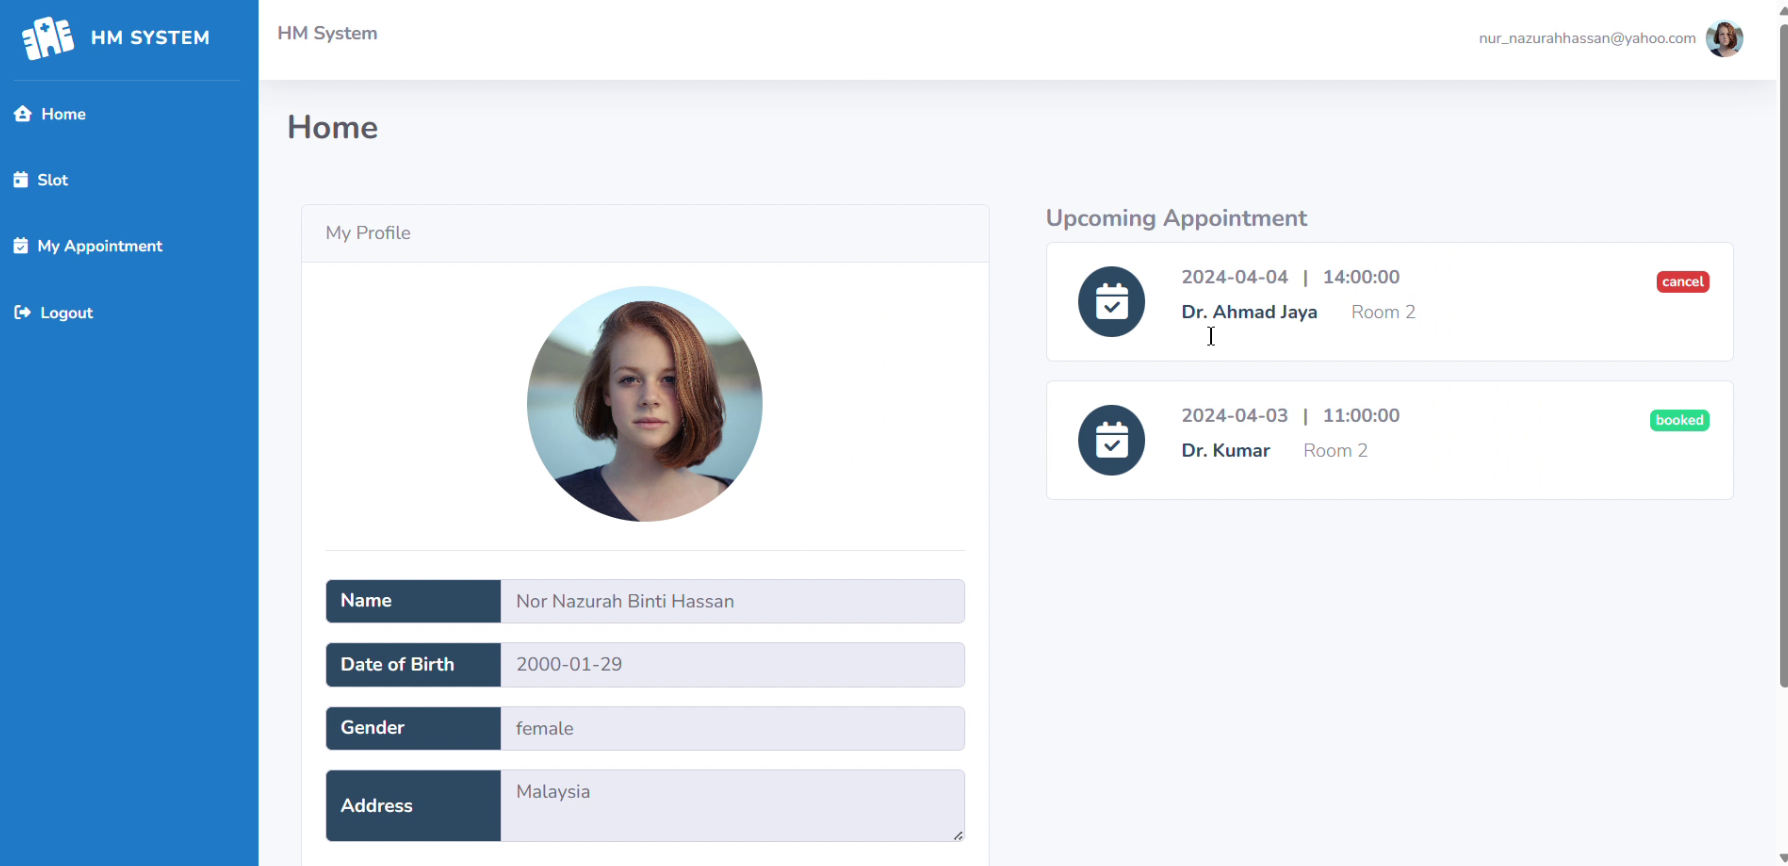 HM SYSTEM
HM System
nur_nazurahhassan@yahoo.com
Home
Slot
My Appointment
Logout
Home
My Profile
Name
Nor Nazurah Binti Hassan
Date of Birth
2000-01-29
Gender
female
Address
Malaysia
Upcoming Appointment
2024-04-04 | 14:00:00
cancel
Dr. Ahmad Jaya Room 2
2024-04-03 | 11:00:00
booked
Dr. Kumar Room 2